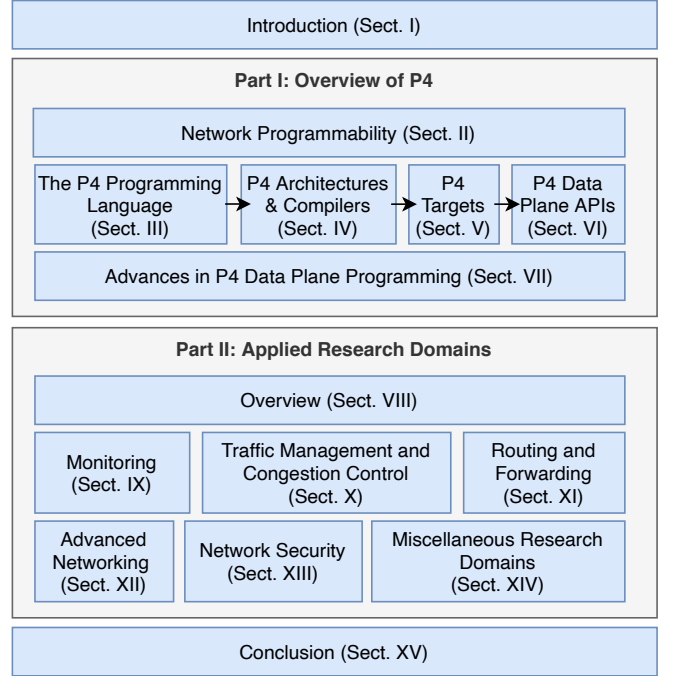 Introduction (Sect. I)
Part I: Overview of P4
Network Programmability (Sect. II)
The P4 Programming
Language
(Sect. III)
P4 Architectures
& Compilers
(Sect. IV)
P4
Targets
(Sect. V)
P4 Data
Plane APIs
(Sect. VI)
Advances in P4 Data Plane Programming (Sect. VII)
Part II: Applied Research Domains
Overview (Sect. VIII)
Monitoring
(Sect. IX)
Traffic Management and
Congestion Control
(Sect. X)
Routing and
Forwarding
(Sect. XI)
Advanced
Networking
(Sect. XII)
Network Security
(Sect. XIII)
Miscellaneous Research
Domains
(Sect. XIV)
Conclusion (Sect. XV)